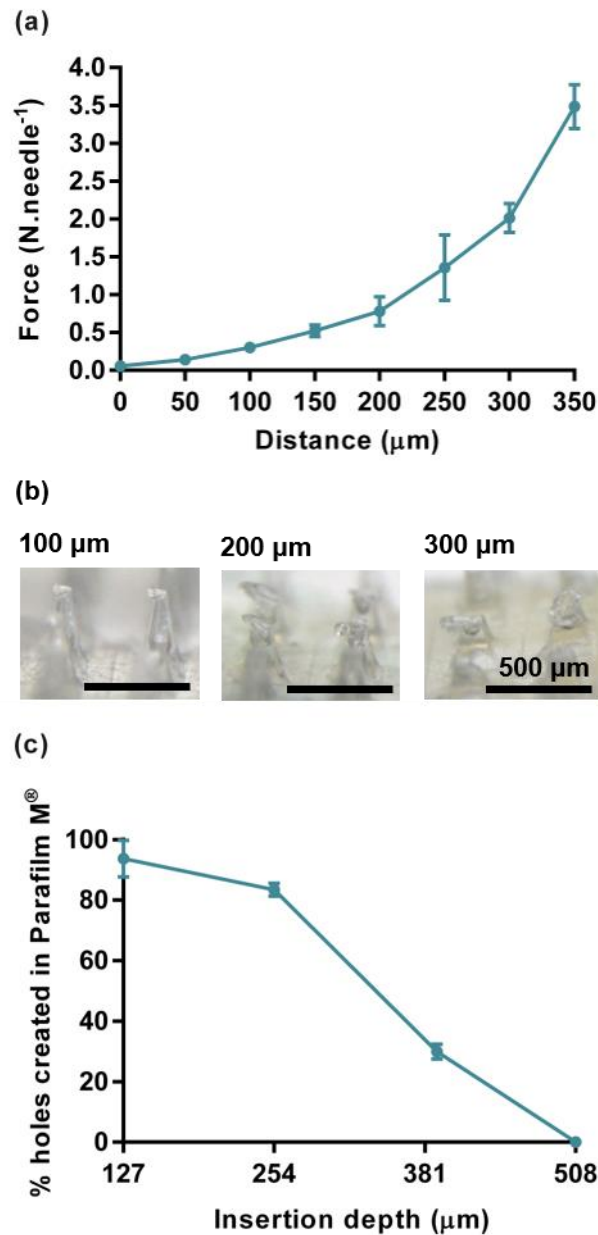 (a)
4.0
3.5
3.0
2.5
2.0
1.5
1.0
0.5
0.0
Force (N.needle⁻¹)
0 50 100 150 200 250 300 350
Distance (μm)
(b)
100 μm 200 μm 300 μm
500 μm
(c)
% holes created in Parafilm M®
100
80
60
40
20
0
127 254 381 508
Insertion depth (μm)